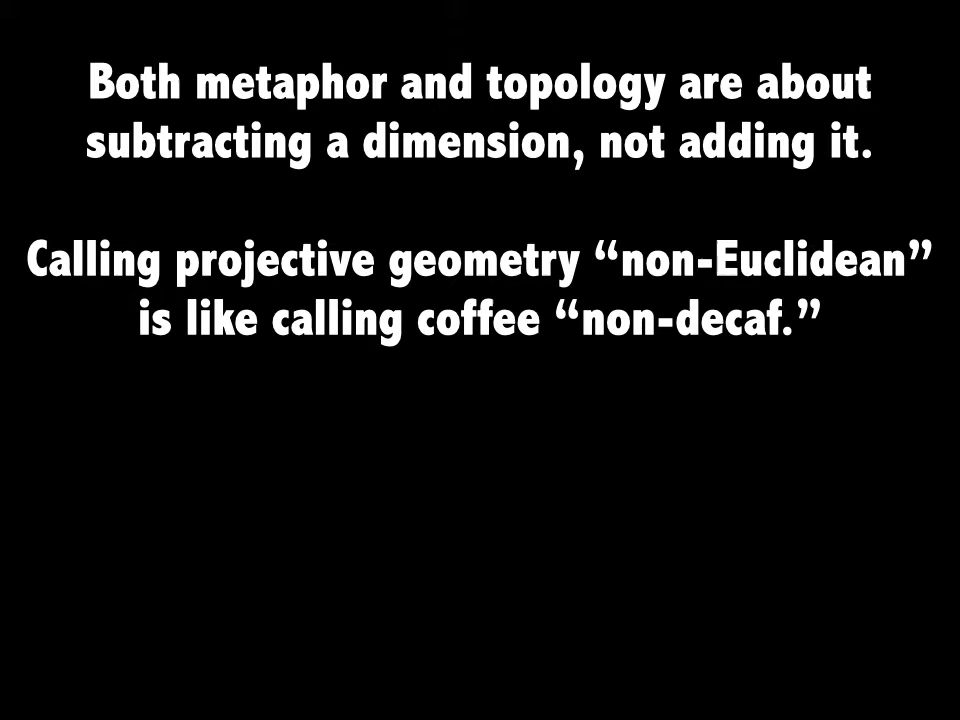 Both metaphor and topology are about
subtracting a dimension, not adding it.
Calling projective geometry “non-Euclidean”
is like calling coffee “non-decaf.”